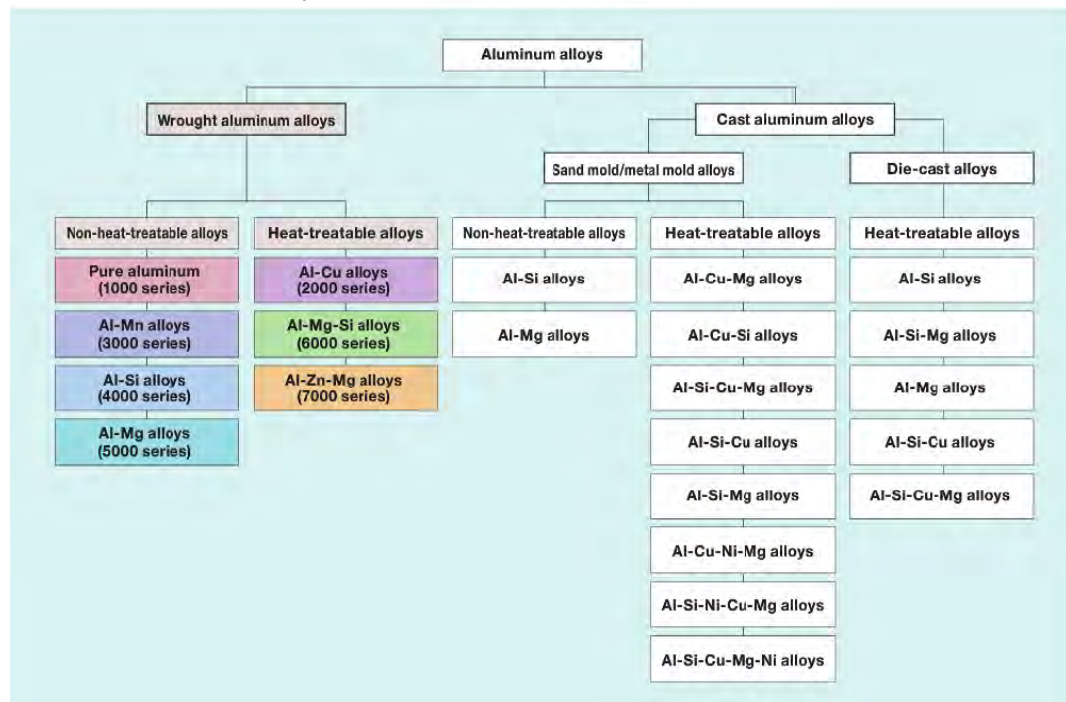 Aluminum alloys
Wrought aluminum alloys
Cast aluminum alloys
Sand mold/metal mold alloys
Die-cast alloys
Non-heat-treatable alloys
Pure aluminum
(1000 series)
Al-Mn alloys
(3000 series)
Al-Si alloys
(4000 series)
Al-Mg alloys
(5000 series)
Heat-treatable alloys
Al-Cu alloys
(2000 series)
Al-Mg-Si alloys
(6000 series)
Al-Zn-Mg alloys
(7000 series)
Non-heat-treatable alloys
Al-Si alloys
Al-Mg alloys
Heat-treatable alloys
Al-Cu-Mg alloys
Al-Cu-Si alloys
Al-Si-Cu-Mg alloys
Al-Si-Cu alloys
Al-Si-Mg alloys
Al-Cu-Ni-Mg alloys
Al-Si-Ni-Cu-Mg alloys
Al-Si-Cu-Mg-Ni alloys
Heat-treatable alloys
Al-Si alloys
Al-Si-Mg alloys
Al-Mg alloys
Al-Si-Cu alloys
Al-Si-Cu-Mg alloys